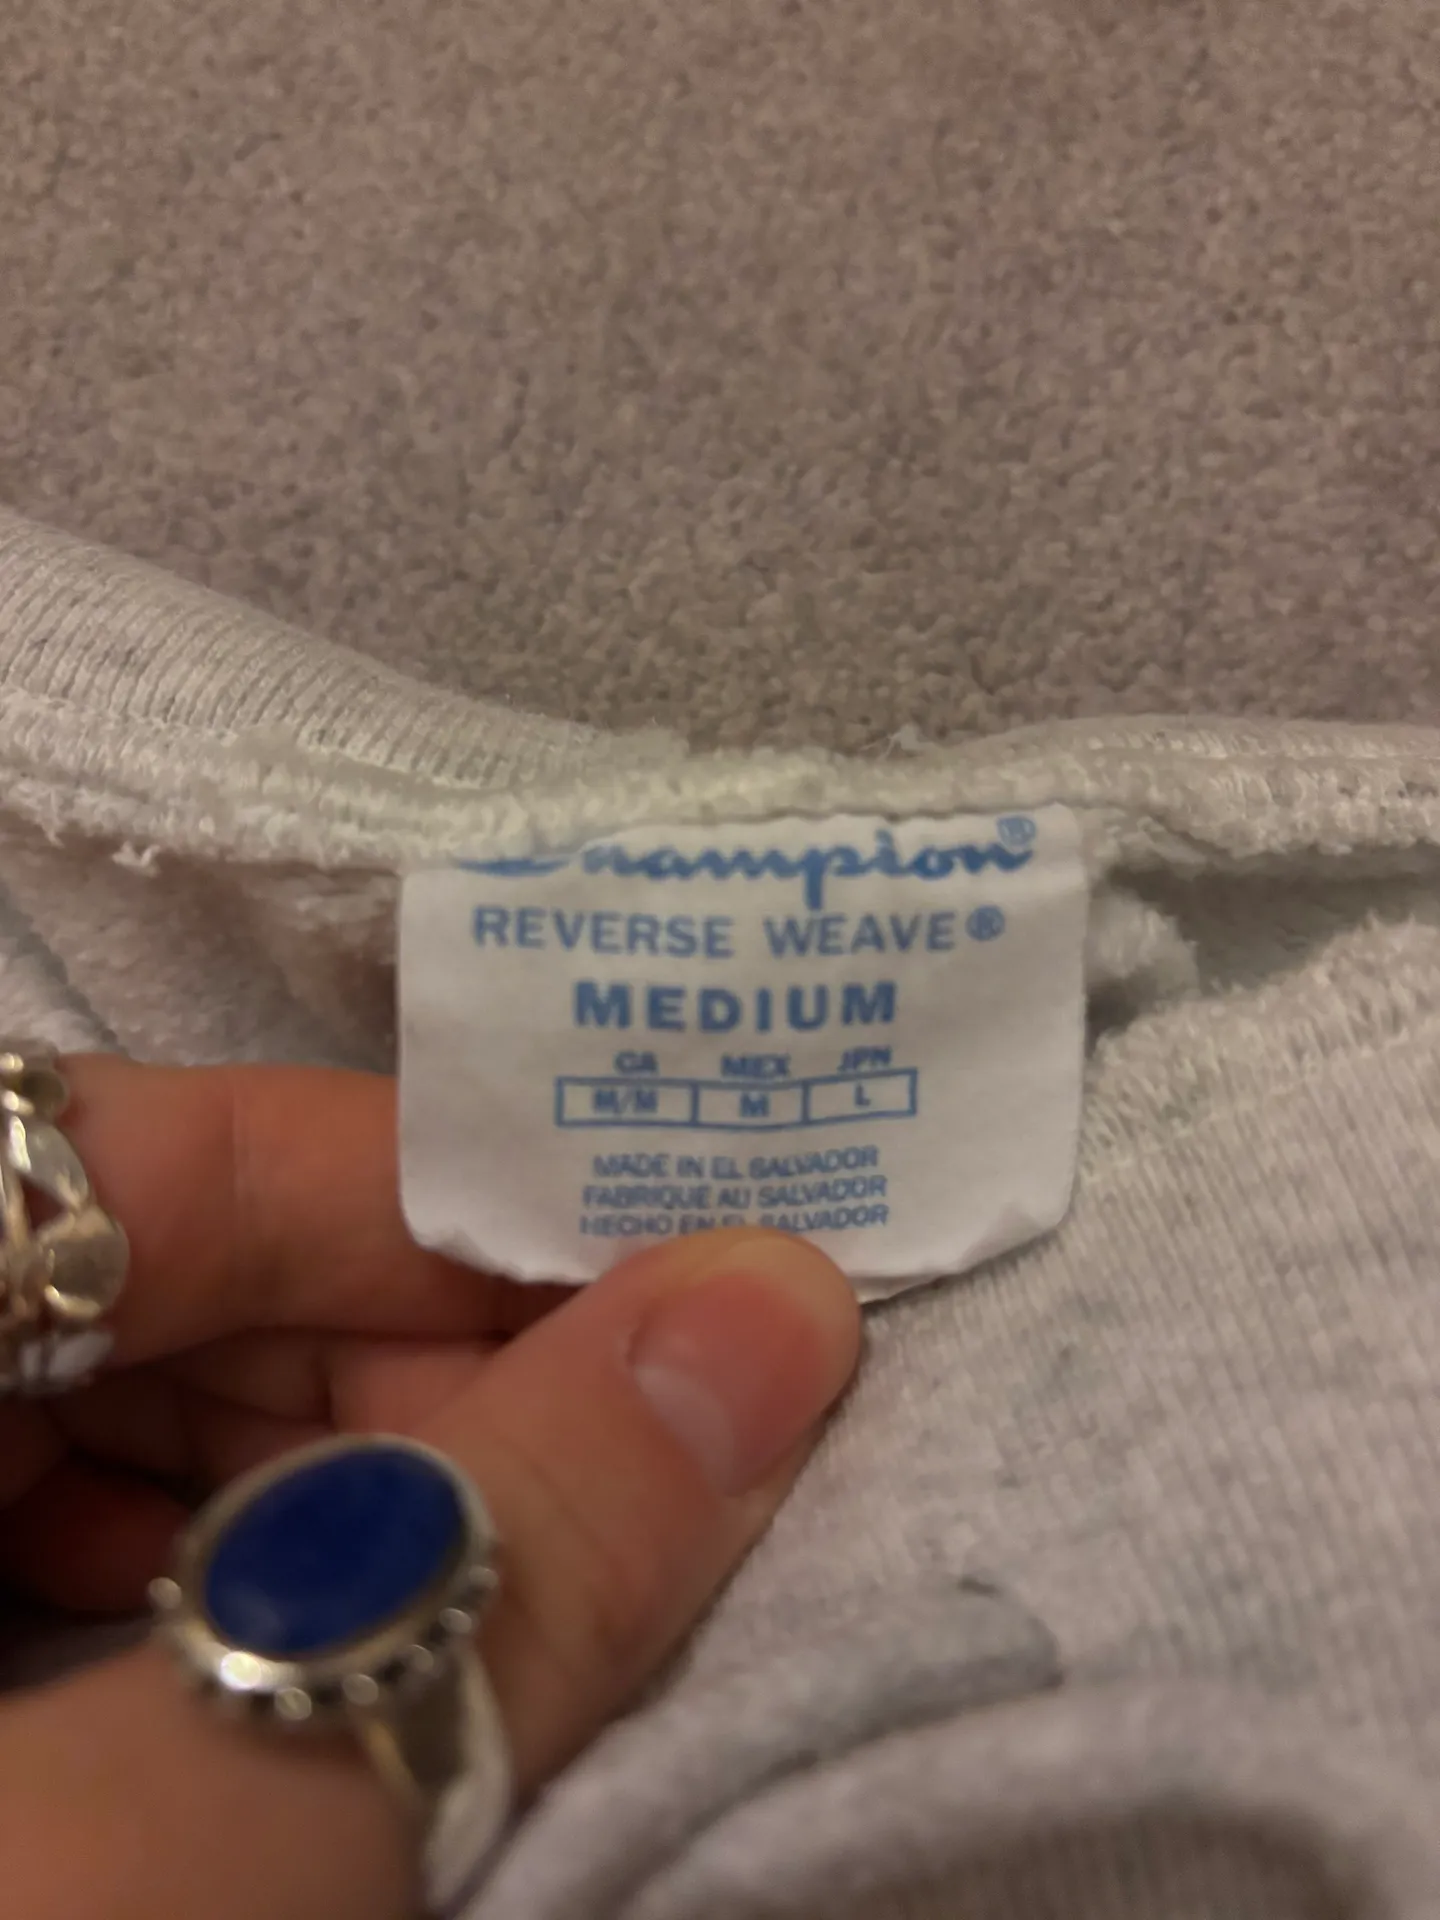 Champion®
REVERSE WEAVE®
MEDIUM
CA MEX JPN
M/M M L
MADE IN EL SALVADOR
FABRIQUE AU SALVADOR
HECHO EN EL SALVADOR